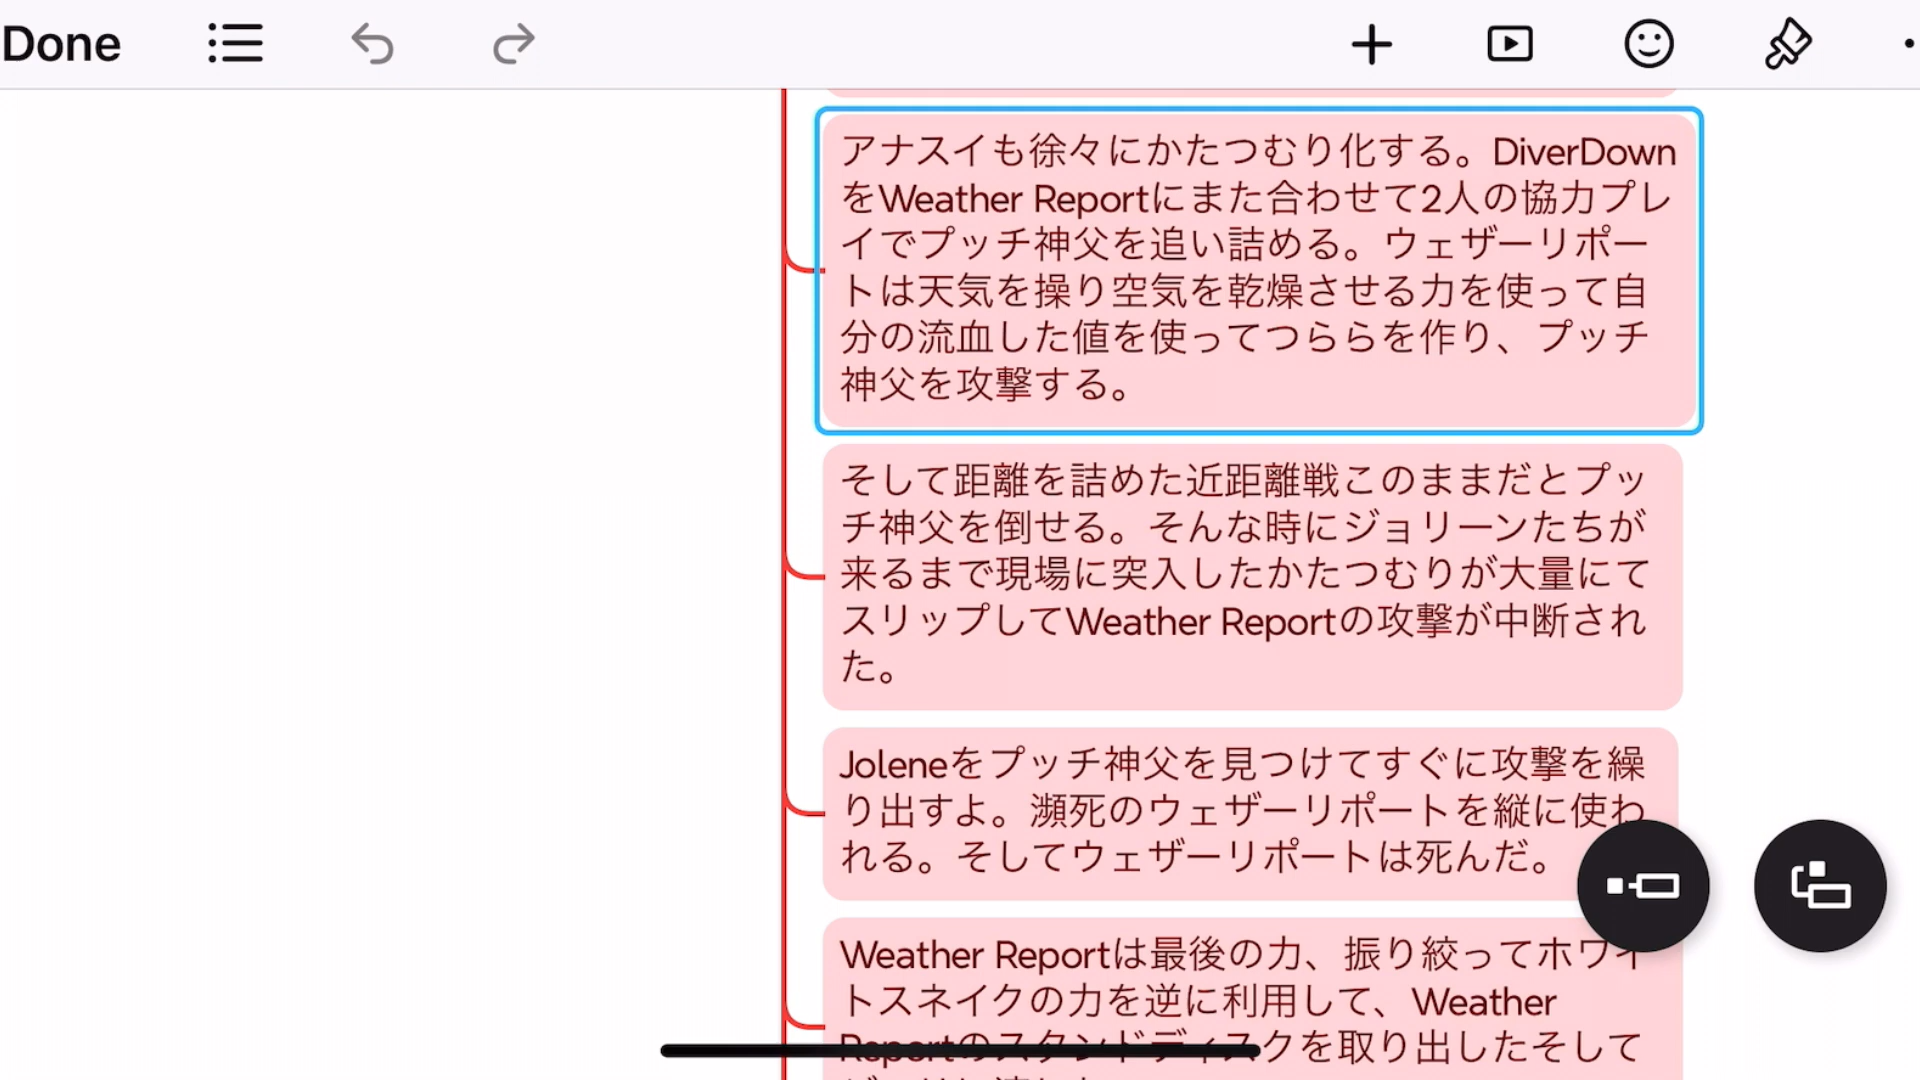 Done
アナスイも徐々にかたつむり化する。DiverDown
をWeather Reportにまた合わせて2人の協力プレ
イでプッチ神父を追い詰める。ウェザーリポー
トは天気を操り空気を乾燥させる力を使って自
分の流血した値を使ってつららを作り、プッチ
神父を攻撃する。
そして距離を詰めた近距離戦このままだとプッ
チ神父を倒せる。そんな時にジョリーンたちが
来るまで現場に突入したかたつむりが大量にて
スリップしてWeather Reportの攻撃が中断され
た。
Joleneをプッチ神父を見つけてすぐに攻撃を繰
り出すよ。瀕死のウェザーリポートを縦に使わ
れる。そしてウェザーリポートは死んだ。
Weather Reportは最後の力、振り絞ってホワイ
トスネイクの力を逆に利用して、Weather
Reportのスタンドディスクを取り出したそして